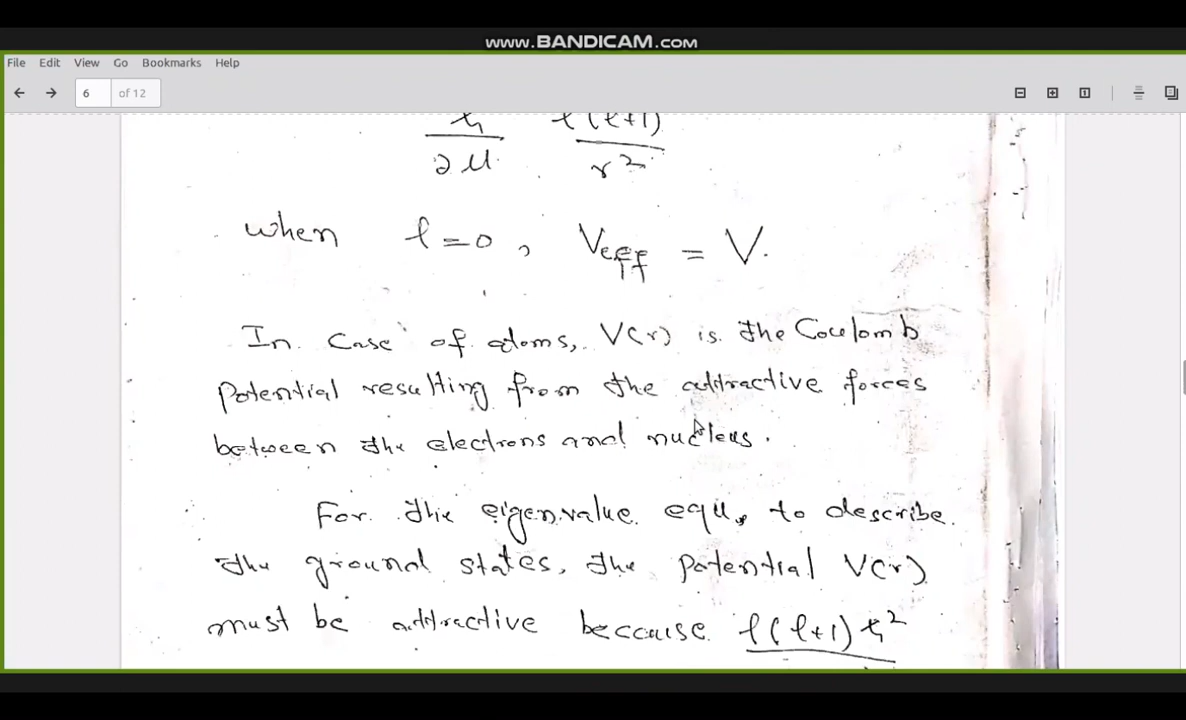 www.BANDICAM.com
File Edit View Go Bookmarks Help
6 of 12
ħ ℓ(ℓ+1)
2μ r²
when ℓ=0, Veff = V.
In Case of atoms, V(r) is the Coulomb
Potential resulting from the attractive forces
between the electrons and nucleus.
For the eigenvalue equ, to describe
the ground states, the potential V(r)
must be attractive because ℓ(ℓ+1)ħ²